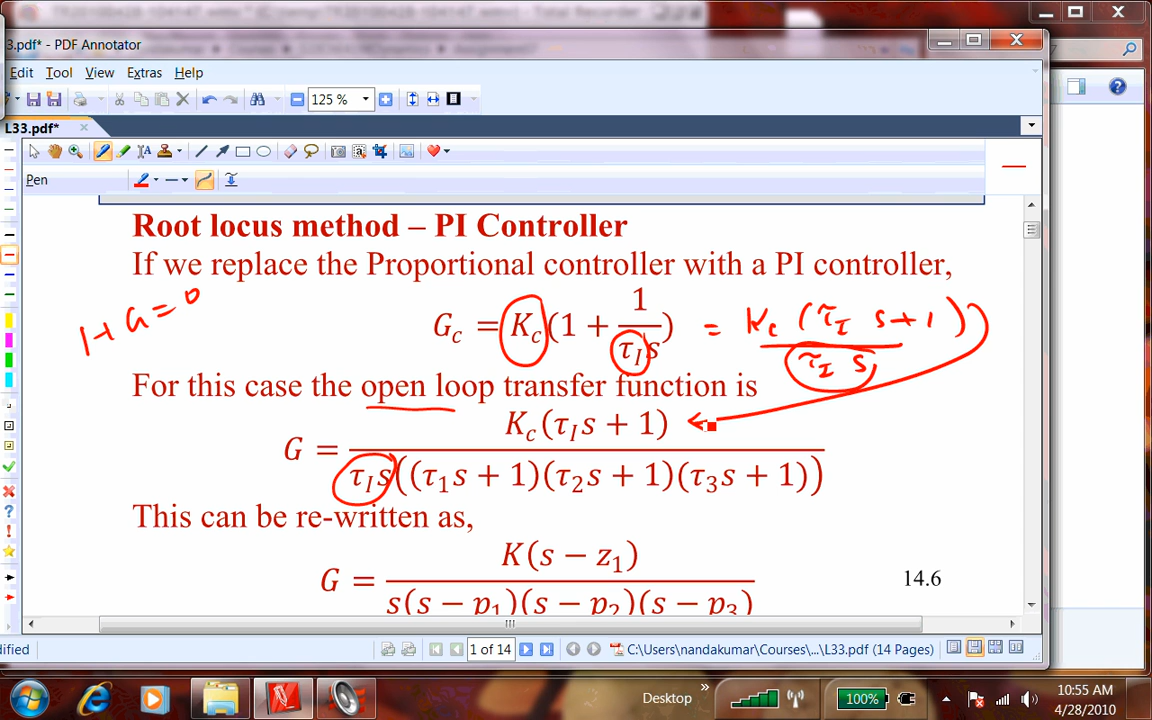 3.pdf* - PDF Annotator
Edit Tool View Extras Help
125 %
L33.pdf*
Pen
Root locus method – PI Controller
If we replace the Proportional controller with a PI controller,
1+G=0
G_c = K_c(1 + 1/(τ_I s)) = K_c (τ_I s+1) / (τ_I s)
For this case the open loop transfer function is
G = K_c(τ_I s + 1) / (τ_I s((τ_1 s + 1)(τ_2 s + 1)(τ_3 s + 1)))
This can be re-written as,
G = K(s − z_1) / (s(s − p_1)(s − p_2)(s − p_3))
14.6
dified
1 of 14
C:\Users\nandakumar\Courses\...\L33.pdf (14 Pages)
Desktop
100%
10:55 AM
4/28/2010